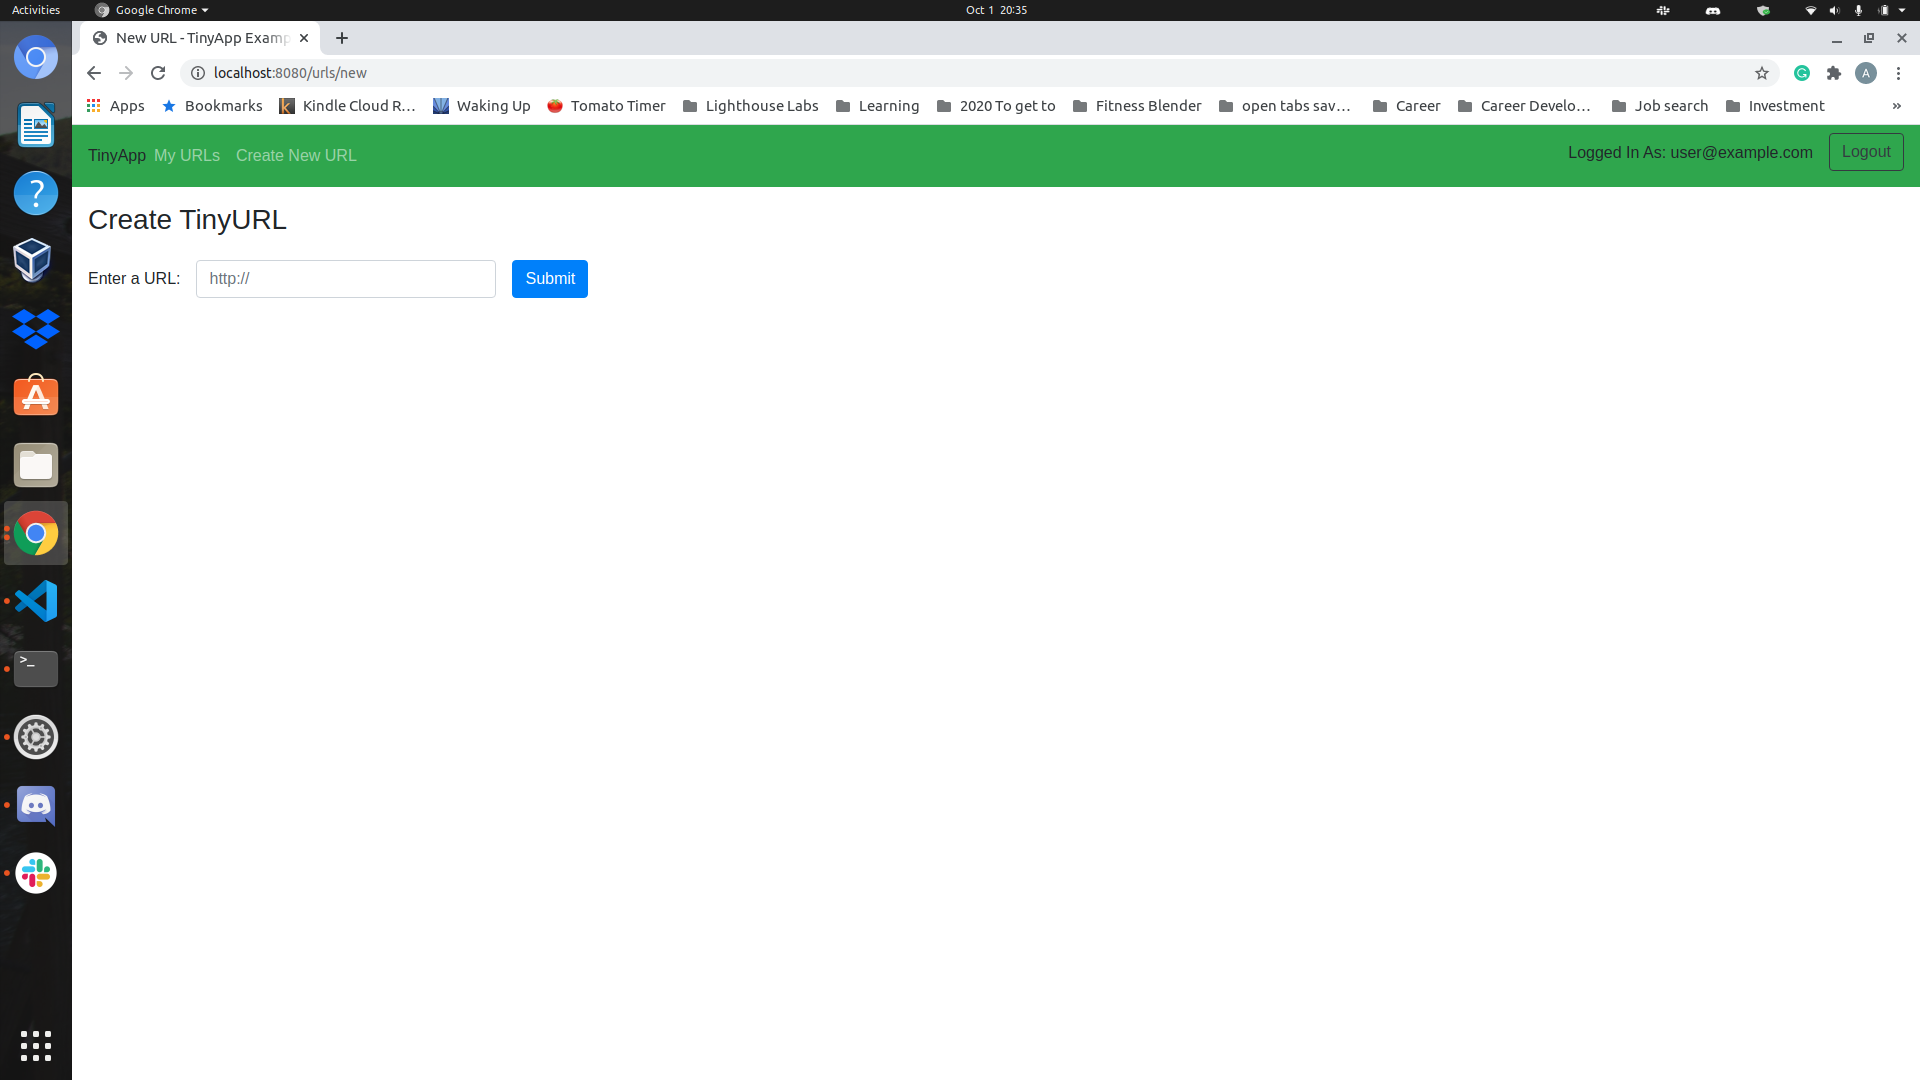 Activities Google Chrome Oct 1 20:35
New URL - TinyApp Examp
localhost:8080/urls/new A
Apps Bookmarks Kindle Cloud R… Waking Up Tomato Timer Lighthouse Labs Learning 2020 To get to Fitness Blender open tabs sav… Career Career Develo… Job search Investment »
TinyApp My URLs Create New URL Logged In As: user@example.com Logout
Create TinyURL
Enter a URL: http:// Submit